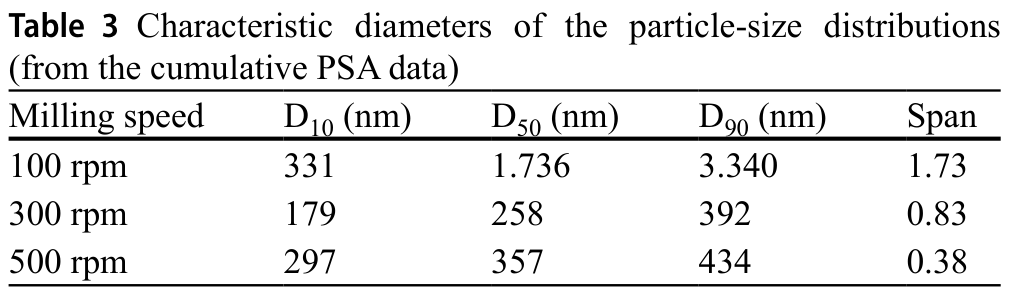 Table 3 Characteristic diameters of the particle-size distributions
(from the cumulative PSA data)
Milling speed D10 (nm) D50 (nm) D90 (nm) Span
100 rpm 331 1.736 3.340 1.73
300 rpm 179 258 392 0.83
500 rpm 297 357 434 0.38